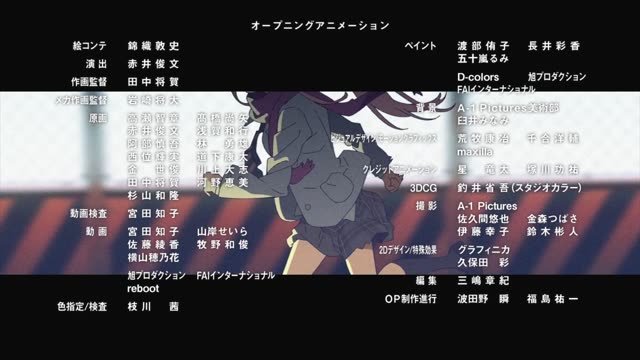 オープニングアニメーション
絵コンテ 錦織敦史
演出 赤井俊文
作画監督 田中将賀
メカ作画監督 岩崎将大
原画 高瀬智章 高橋尚矢
赤井俊文 浅賀和行
阿部慎吾 林 勇雄
西位輝実 道下康太
金 世俊 川上大志
田中将賀 河野恵美
杉山和隆
動画検査 宮田知子
動画 宮田知子 山岸せいら
佐藤綾香 牧野和俊
横山穂乃花
旭プロダクション FAIインターナショナル
reboot
色指定/検査 枝川 茜
ペイント 渡部侑子 長井彩香
五十嵐るみ
D-colors 旭プロダクション
FAIインターナショナル
背景 A-1 Pictures美術部
臼井みなみ
ビジュアルデザイン/モーショングラフィックス 荒牧康治 千合洋輔
maxilla
クレジットアニメーション 星 竜太 塚川功祐
3DCG 釣井省吾(スタジオカラー)
撮影 A-1 Pictures
佐久間悠也 金森つばさ
伊藤幸子 鈴木彬人
2Dデザイン/特殊効果 グラフィニカ
久保田 彩
編集 三嶋章紀
OP制作進行 波田野 瞬 福島祐一